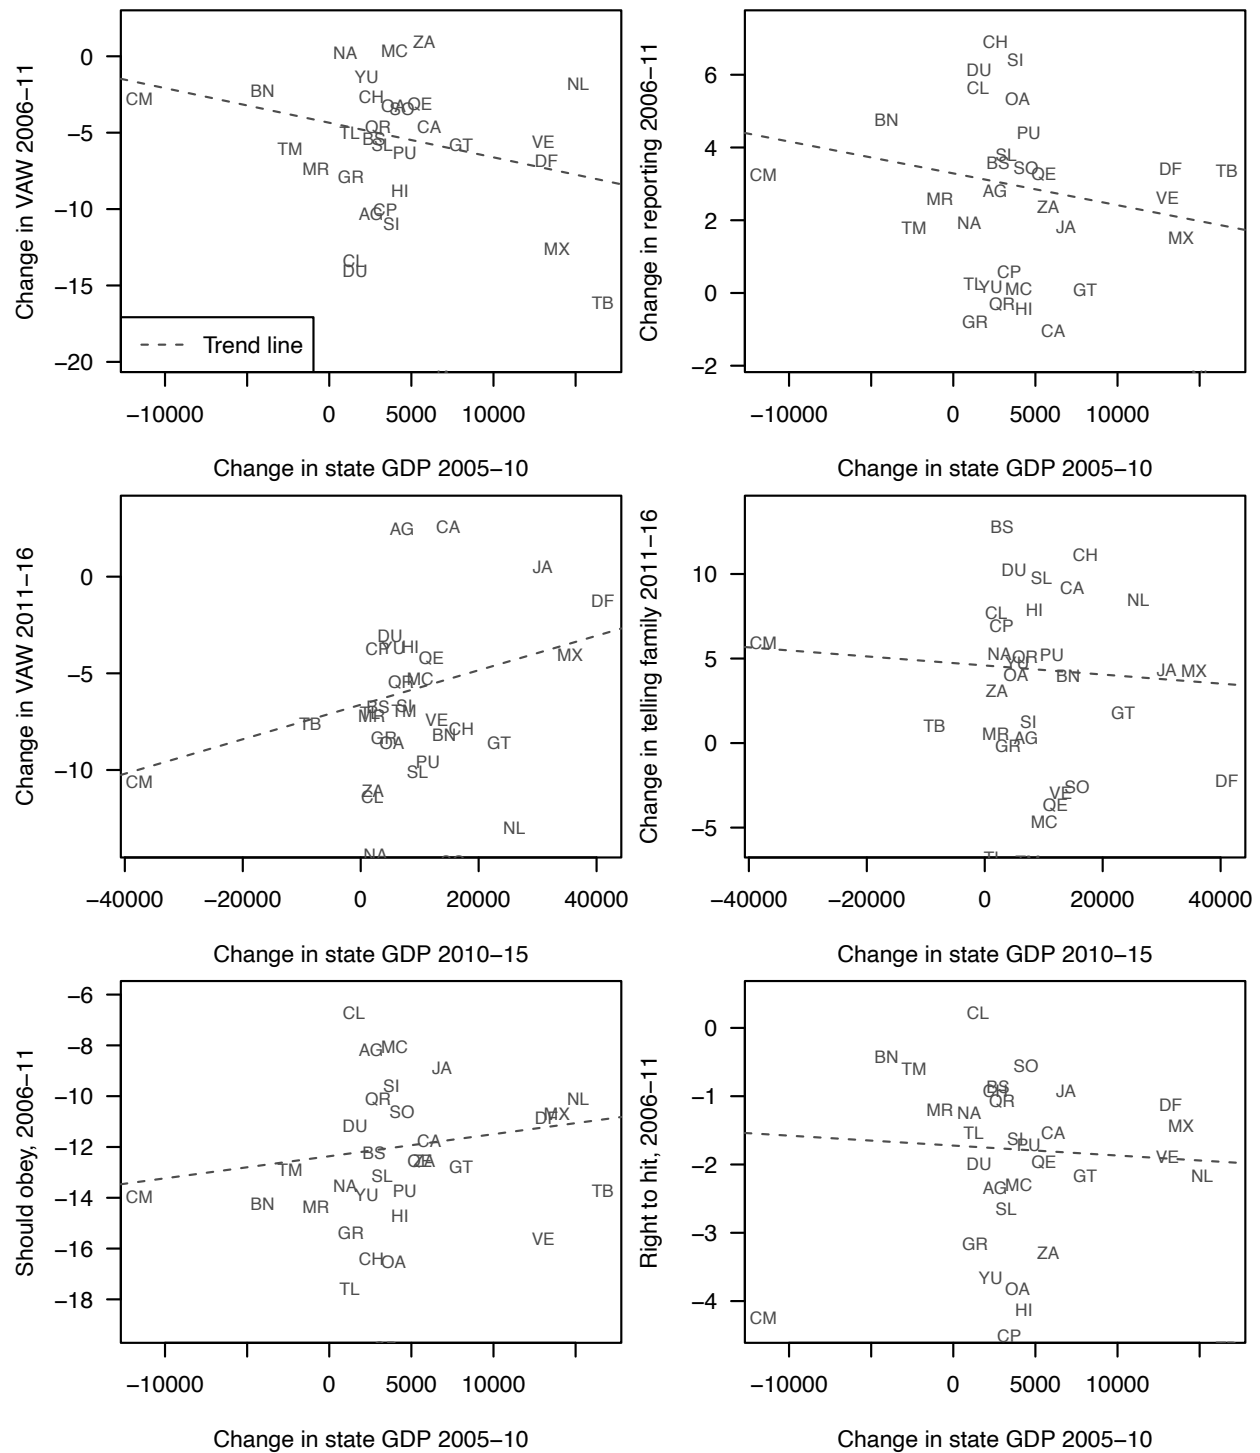 Change in VAW 2006−11
0
−5
−10
−15
−20
NA
MC
ZA
YU
NL
CM
BN
CH
OA
SO
QE
QR
CA
TL
BS
SL
GT
VE
TM
PU
DF
MR
GR
HI
AG
CP
SI
MX
CL
DU
TB
Trend line
−10000
0
5000
10000
Change in state GDP 2005−10
Change in reporting 2006−11
6
4
2
0
−2
CH
SI
DU
CL
OA
BN
PU
SL
BS
SO
QE
DF
TB
CM
AG
MR
VE
ZA
NA
TM
JA
MX
CP
TL
YU
MC
GT
QR
HI
GR
CA
−10000
0
5000
10000
Change in state GDP 2005−10
Change in VAW 2011−16
0
−5
−10
AG
CA
JA
DF
DU
CP
YU
HI
QE
MX
QR
MC
BS
SI
TL
MR
TM
TB
VE
CH
BN
GR
OA
GT
PU
SL
CM
ZA
CL
NL
NA
−40000
−20000
0
20000
40000
Change in state GDP 2010−15
Change in telling family 2011−16
10
5
0
−5
BS
CH
DU
SL
CA
NL
HI
CL
CP
CM
NA
QR
PU
YU
OA
BN
JA
MX
ZA
GT
SI
TB
MR
AG
GR
DF
SO
VE
QE
MC
TL
−40000
−20000
0
20000
40000
Change in state GDP 2010−15
Should obey, 2006−11
−6
−8
−10
−12
−14
−16
−18
CL
AG
MC
JA
SI
QR
NL
SO
MX
DF
DU
CA
BS
QE
ZA
GT
TM
SL
NA
YU
PU
TB
CM
BN
MR
HI
GR
VE
CH
OA
TL
−10000
0
5000
10000
Change in state GDP 2005−10
Right to hit, 2006−11
0
−1
−2
−3
−4
CL
BN
TM
SO
BS
CH
JA
QR
DF
MR
NA
MX
TL
CA
SI
PU
VE
DU
QE
GT
NL
AG
MC
SL
GR
ZA
YU
OA
HI
CM
CP
−10000
0
5000
10000
Change in state GDP 2005−10